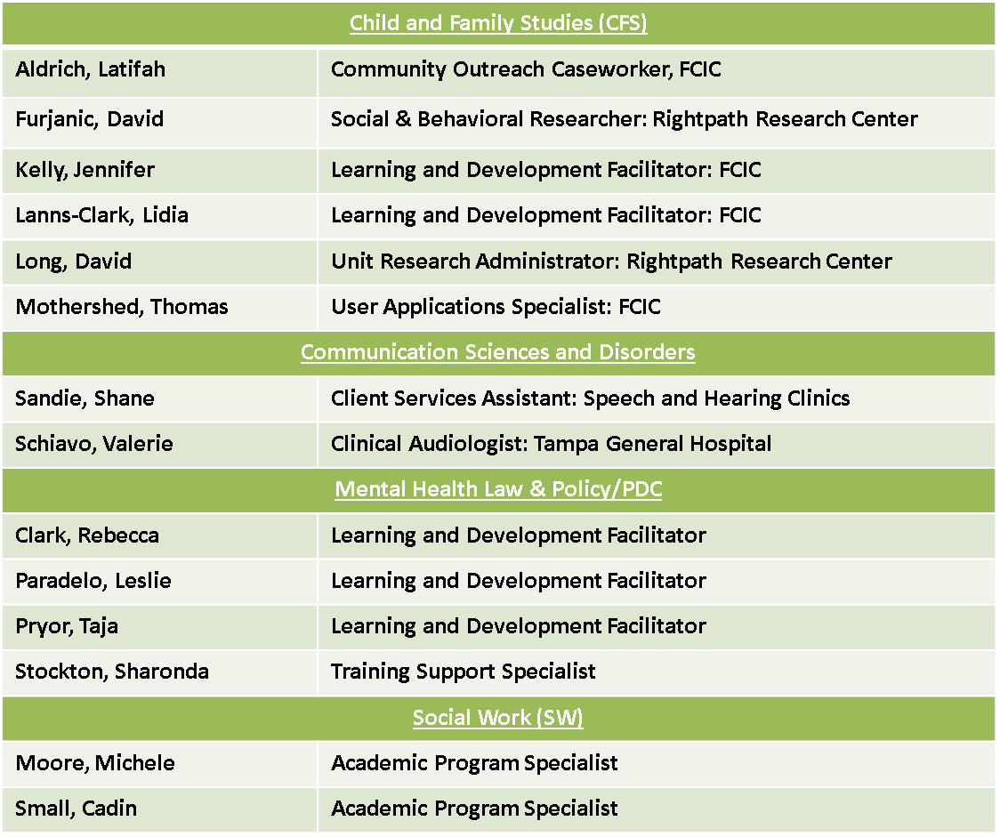 Child and Family Studies (CFS)
Aldrich, Latifah Community Outreach Caseworker, FCIC
Furjanic, David Social & Behavioral Researcher: Rightpath Research Center
Kelly, Jennifer Learning and Development Facilitator: FCIC
Lanns-Clark, Lidia Learning and Development Facilitator: FCIC
Long, David Unit Research Administrator: Rightpath Research Center
Mothershed, Thomas User Applications Specialist: FCIC
Communication Sciences and Disorders
Sandie, Shane Client Services Assistant: Speech and Hearing Clinics
Schiavo, Valerie Clinical Audiologist: Tampa General Hospital
Mental Health Law & Policy/PDC
Clark, Rebecca Learning and Development Facilitator
Paradelo, Leslie Learning and Development Facilitator
Pryor, Taja Learning and Development Facilitator
Stockton, Sharonda Training Support Specialist
Social Work (SW)
Moore, Michele Academic Program Specialist
Small, Cadin Academic Program Specialist